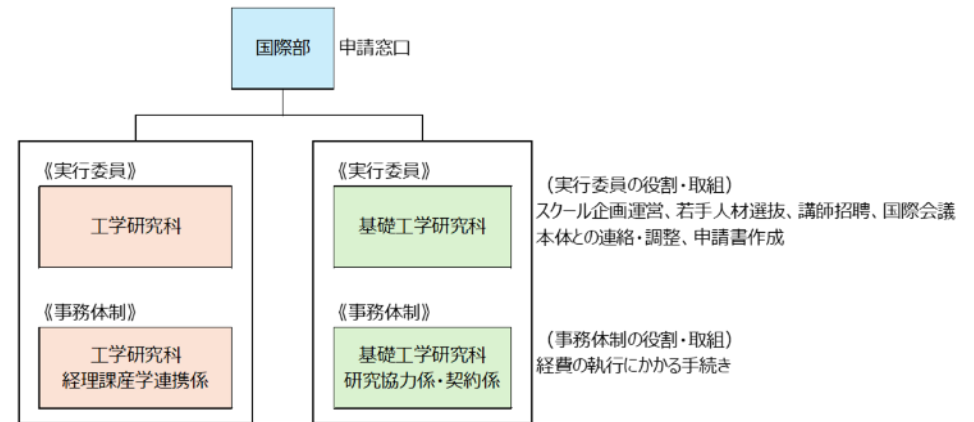 国際部
申請窓口
《実行委員》
工学研究科
《事務体制》
工学研究科
経理課産学連携係
《実行委員》
基礎工学研究科
《事務体制》
基礎工学研究科
研究協力係・契約係
（実行委員の役割・取組）
スクール企画運営、若手人材選抜、講師招聘、国際会議
本体との連絡・調整、申請書作成
（事務体制の役割・取組）
経費の執行にかかる手続き